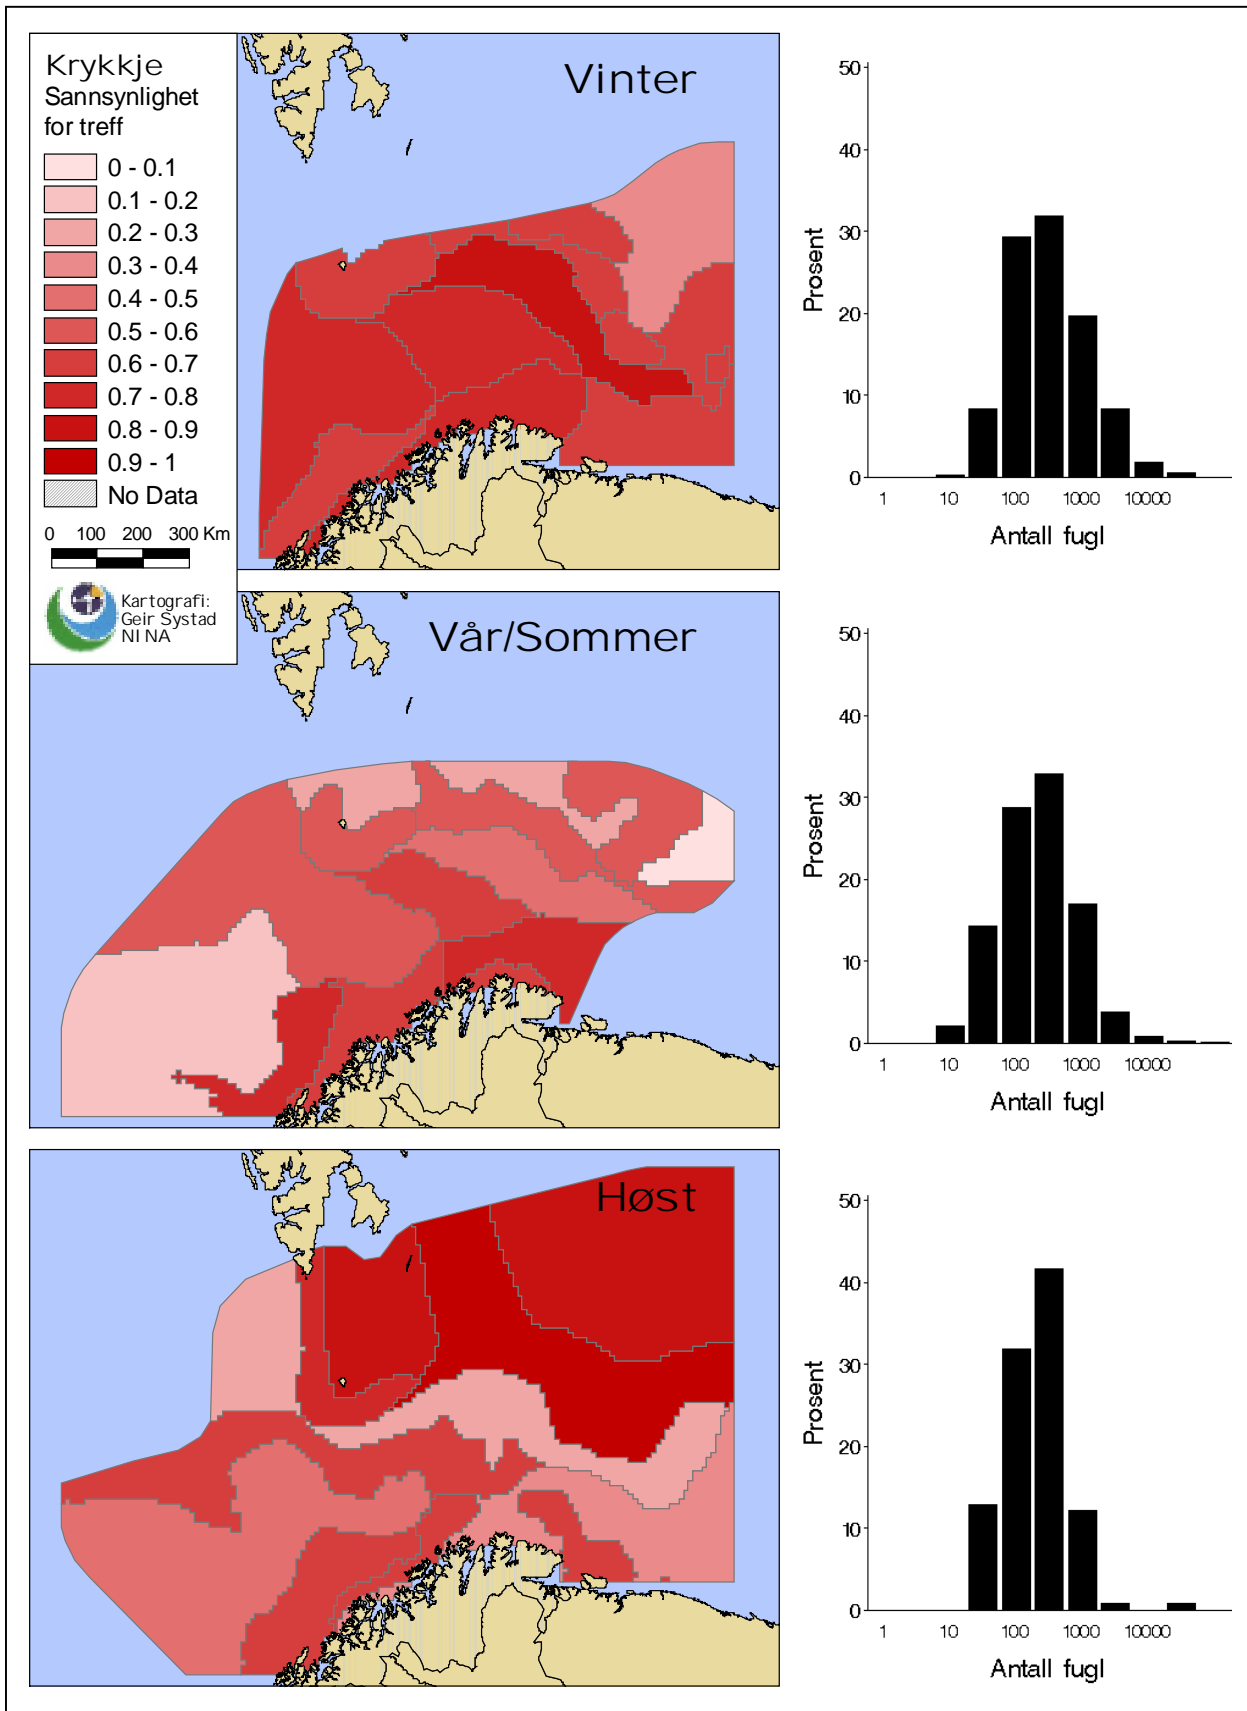 Krykkje
Sannsynlighet
for treff
0 - 0.1
0.1 - 0.2
0.2 - 0.3
0.3 - 0.4
0.4 - 0.5
0.5 - 0.6
0.6 - 0.7
0.7 - 0.8
0.8 - 0.9
0.9 - 1
No Data
0 100 200 300 Km
Kartografi:
Geir Systad
NINA
Vinter
50
40
30
20
10
0
Prosent
1 10 100 1000 10000
Antall fugl
Vår/Sommer
50
40
30
20
10
0
Prosent
1 10 100 1000 10000
Antall fugl
Høst
50
40
30
20
10
0
Prosent
1 10 100 1000 10000
Antall fugl